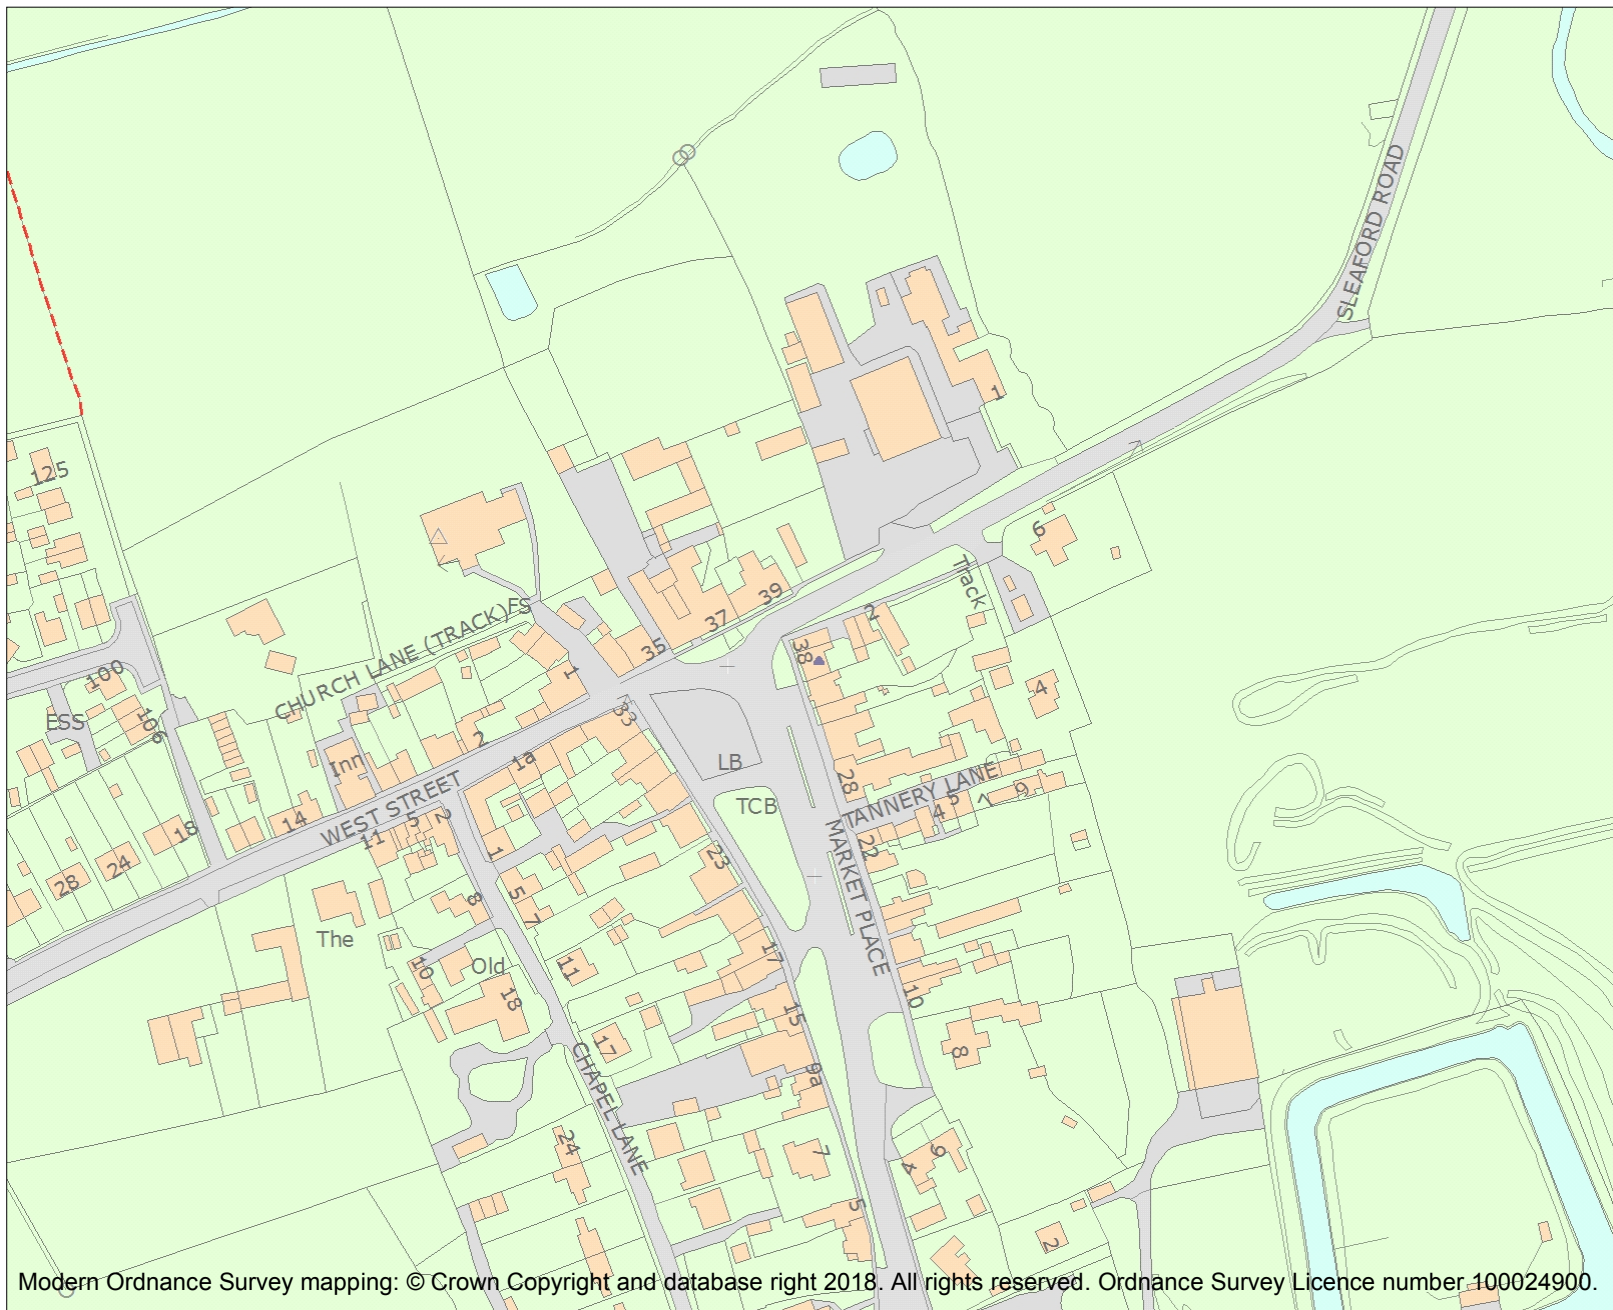 SLEAFORD ROAD
1
125
6
Track
CHURCH LANE (TRACK)
FS
39
37
35
2
38
1
100
ESS
106
4
33
2
1a
Inn
LB
TCB
28
TANNERY LANE
4
5
7
9
WEST STREET
14
18
24
28
11
5
2
1
22
23
MARKET PLACE
8
5
7
The
Old
10
11
17
18
10
15
17
8
CHAPEL LANE
9a
24
7
4
6
5
2
Modern Ordnance Survey mapping: © Crown Copyright and database right 2018. All rights reserved. Ordnance Survey Licence number 100024900.